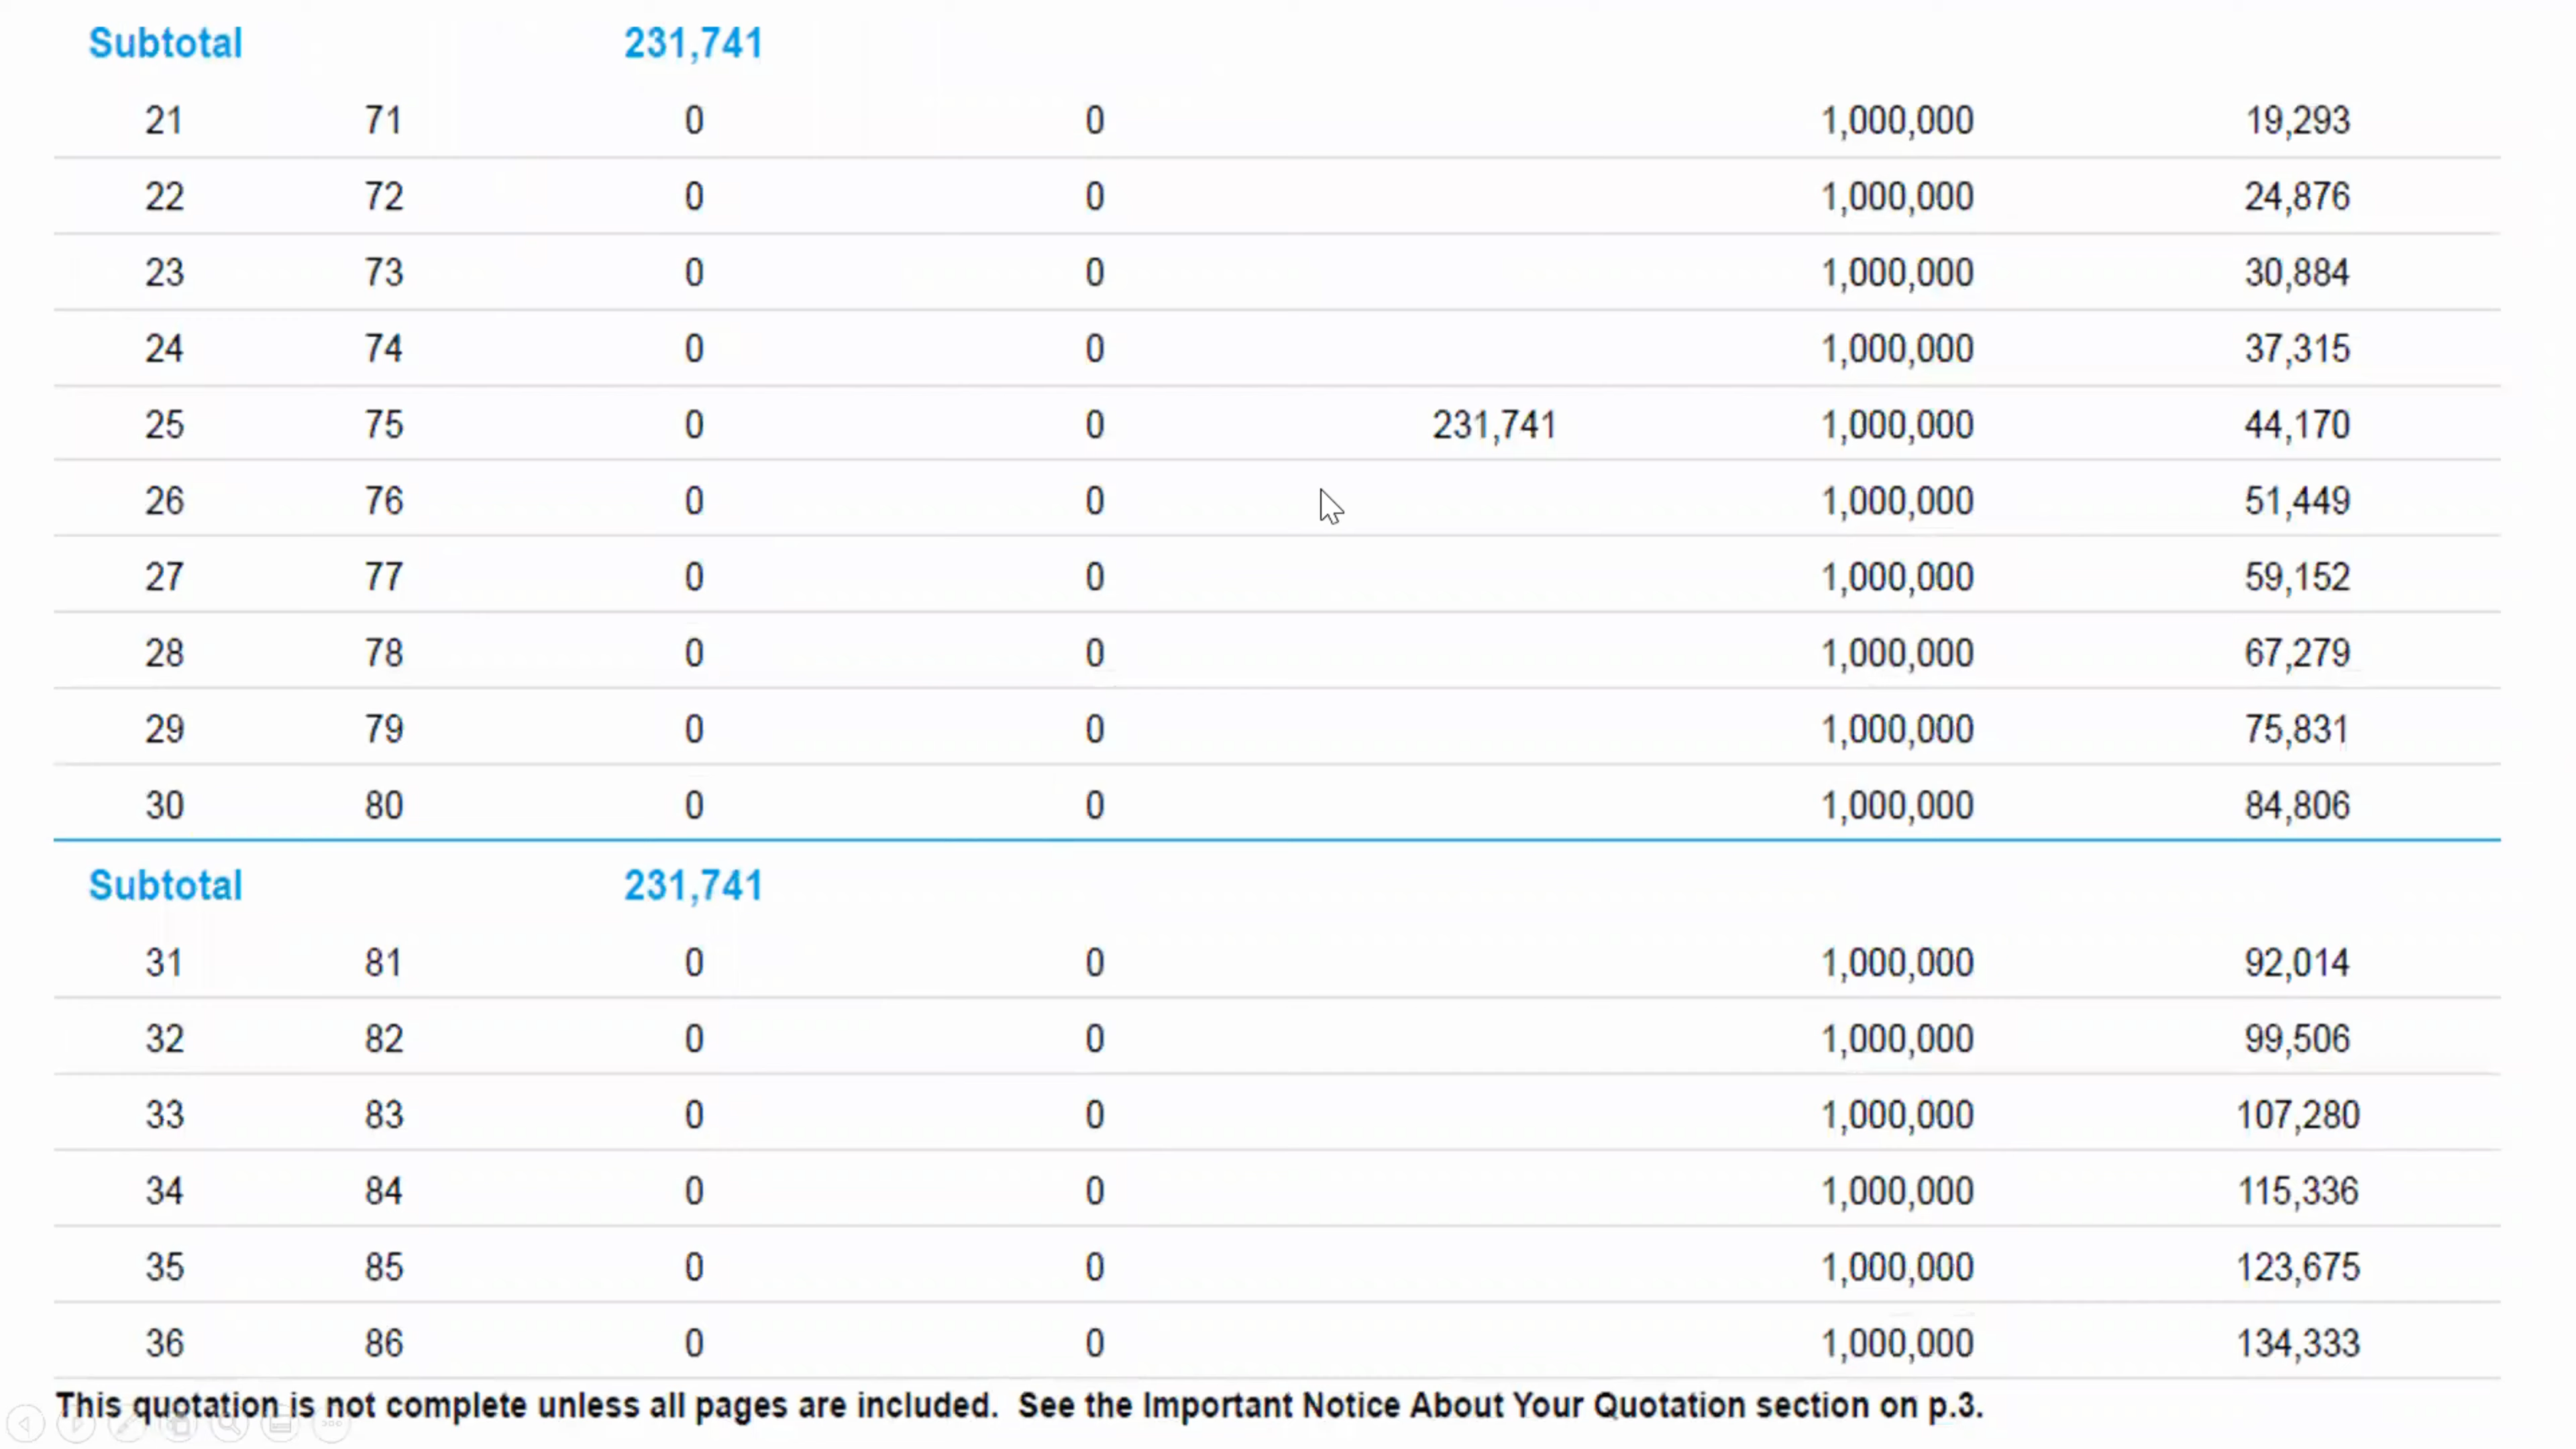 Subtotal 231,741
21 71 0 0 1,000,000 19,293
22 72 0 0 1,000,000 24,876
23 73 0 0 1,000,000 30,884
24 74 0 0 1,000,000 37,315
25 75 0 0 231,741 1,000,000 44,170
26 76 0 0 1,000,000 51,449
27 77 0 0 1,000,000 59,152
28 78 0 0 1,000,000 67,279
29 79 0 0 1,000,000 75,831
30 80 0 0 1,000,000 84,806
Subtotal 231,741
31 81 0 0 1,000,000 92,014
32 82 0 0 1,000,000 99,506
33 83 0 0 1,000,000 107,280
34 84 0 0 1,000,000 115,336
35 85 0 0 1,000,000 123,675
36 86 0 0 1,000,000 134,333
This quotation is not complete unless all pages are included. See the Important Notice About Your Quotation section on p.3.